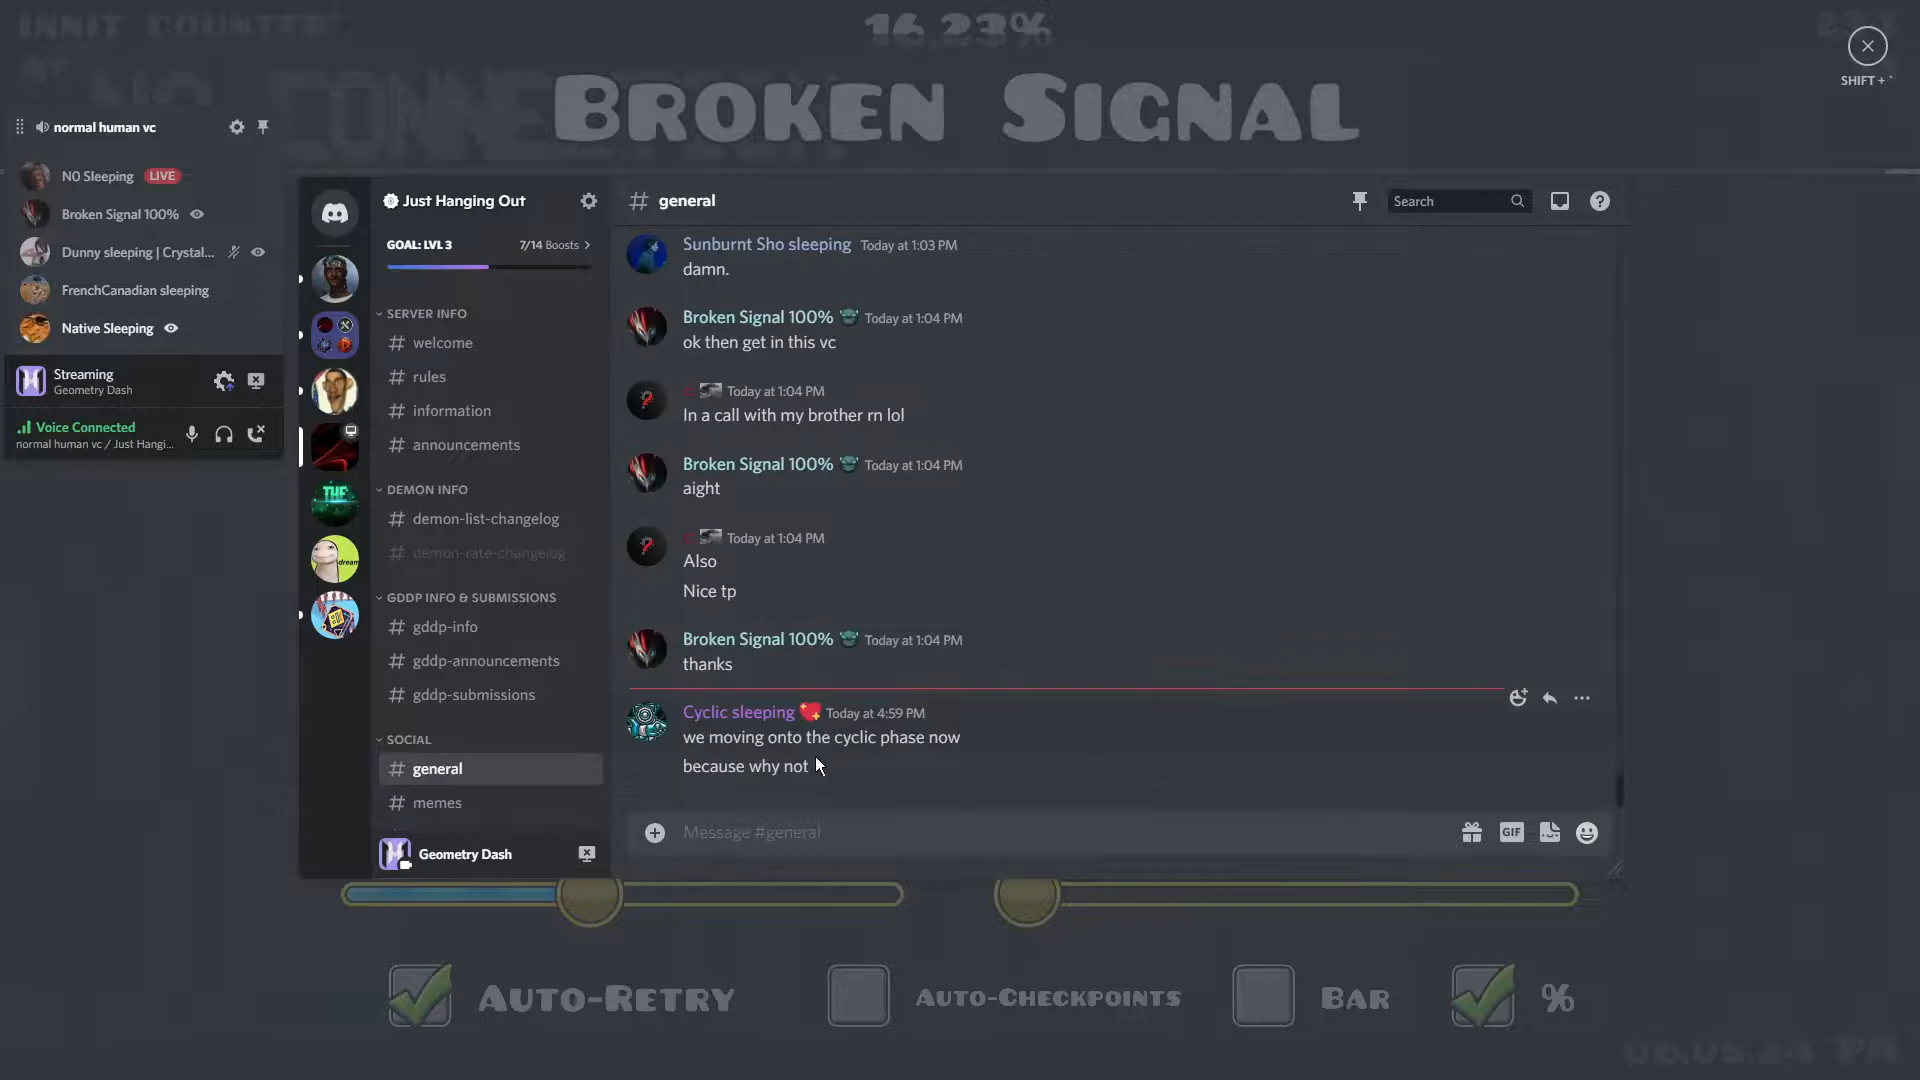 INNIT COUNTER
16.23%
AT
NO CONNECTION
BROKEN SIGNAL
SHIFT + `
normal human vc
N0 Sleeping LIVE
Broken Signal 100%
Dunny sleeping | Crystal...
FrenchCanadian sleeping
Native Sleeping
Streaming
Geometry Dash
Voice Connected
normal human vc / Just Hangi...
Just Hanging Out
GOAL: LVL 3 7/14 Boosts
SERVER INFO
# welcome
# rules
# information
# announcements
DEMON INFO
# demon-list-changelog
# demon-rate-changelog
GDDP INFO & SUBMISSIONS
# gddp-info
# gddp-announcements
# gddp-submissions
SOCIAL
# general
# memes
Geometry Dash
THE
dream
# general
Search
Sunburnt Sho sleeping Today at 1:03 PM
damn.
Broken Signal 100% Today at 1:04 PM
ok then get in this vc
Today at 1:04 PM
In a call with my brother rn lol
Broken Signal 100% Today at 1:04 PM
aight
Today at 1:04 PM
Also
Nice tp
Broken Signal 100% Today at 1:04 PM
thanks
Cyclic sleeping Today at 4:59 PM
we moving onto the cyclic phase now
because why not
Message #general
GIF
AUTO-RETRY
AUTO-CHECKPOINTS
BAR
%